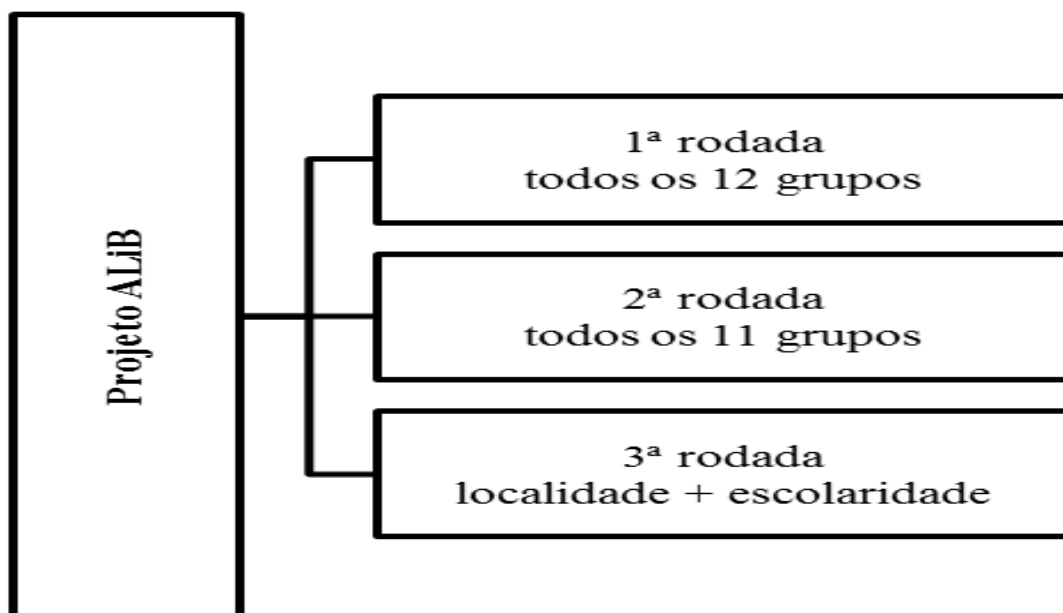 Projeto ALiB
1ª rodada
todos os 12 grupos
2ª rodada
todos os 11 grupos
3ª rodada
localidade + escolaridade